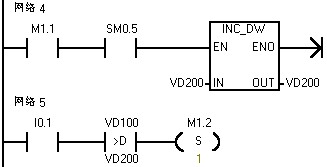 网络 4
M1.1 SM0.5 INC_DW
EN ENO
VD200 IN OUT VD200
网络 5
I0.1 VD100 M1.2
>D S
VD200 1